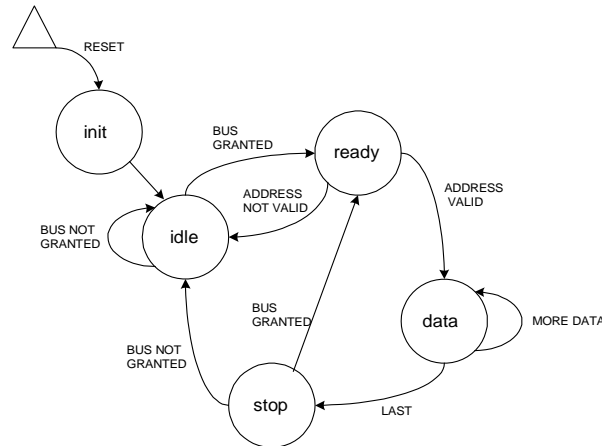 RESET
init
BUS
GRANTED
ready
ADDRESS
NOT VALID
ADDRESS
VALID
BUS NOT
GRANTED
idle
BUS
GRANTED
data
MORE DATA
BUS NOT
GRANTED
stop
LAST